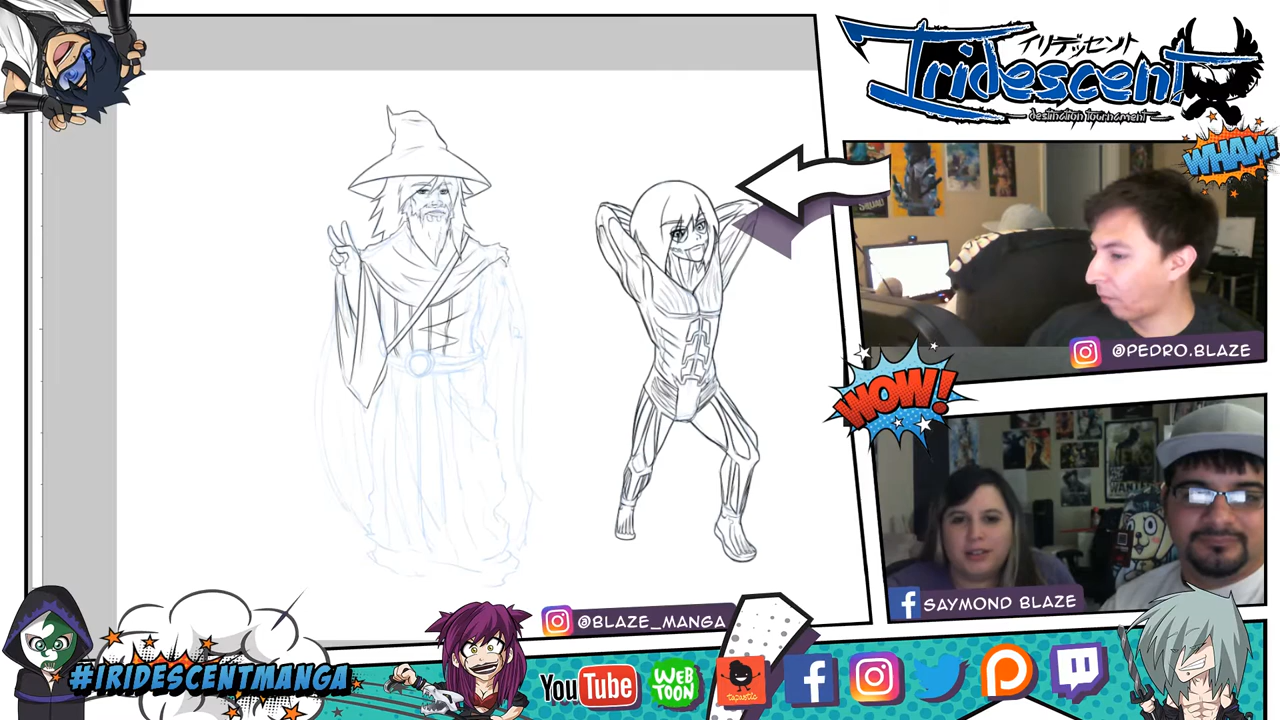 イリデッセント
Iridescent
destination tournament
WHAM!
@PEDRO.BLAZE
WOW!
SAYMOND BLAZE
@BLAZE_MANGA
#IRIDESCENTMANGA
YouTube
WEB
TOON
tapastic